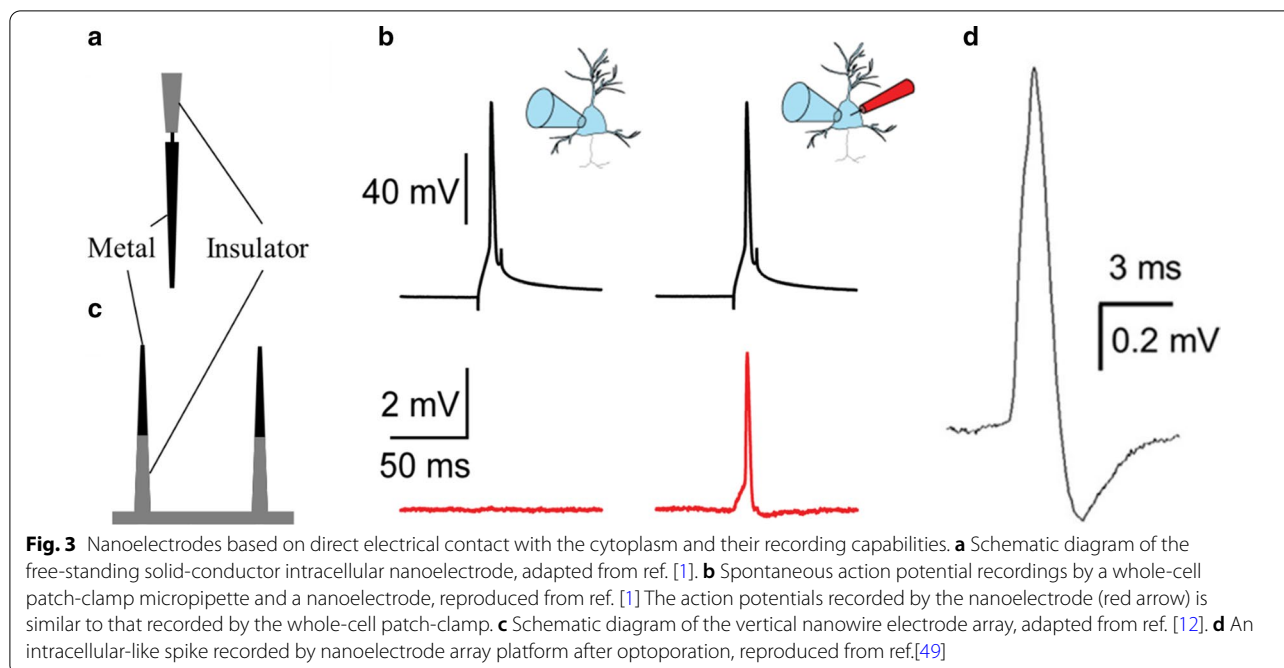 a
b
d
40 mV
Metal
Insulator
3 ms
0.2 mV
c
2 mV
50 ms
Fig. 3 Nanoelectrodes based on direct electrical contact with the cytoplasm and their recording capabilities. a Schematic diagram of the
free-standing solid-conductor intracellular nanoelectrode, adapted from ref. [1]. b Spontaneous action potential recordings by a whole-cell
patch-clamp micropipette and a nanoelectrode, reproduced from ref. [1] The action potentials recorded by the nanoelectrode (red arrow) is
similar to that recorded by the whole-cell patch-clamp. c Schematic diagram of the vertical nanowire electrode array, adapted from ref. [12]. d An
intracellular-like spike recorded by nanoelectrode array platform after optoporation, reproduced from ref.[49]